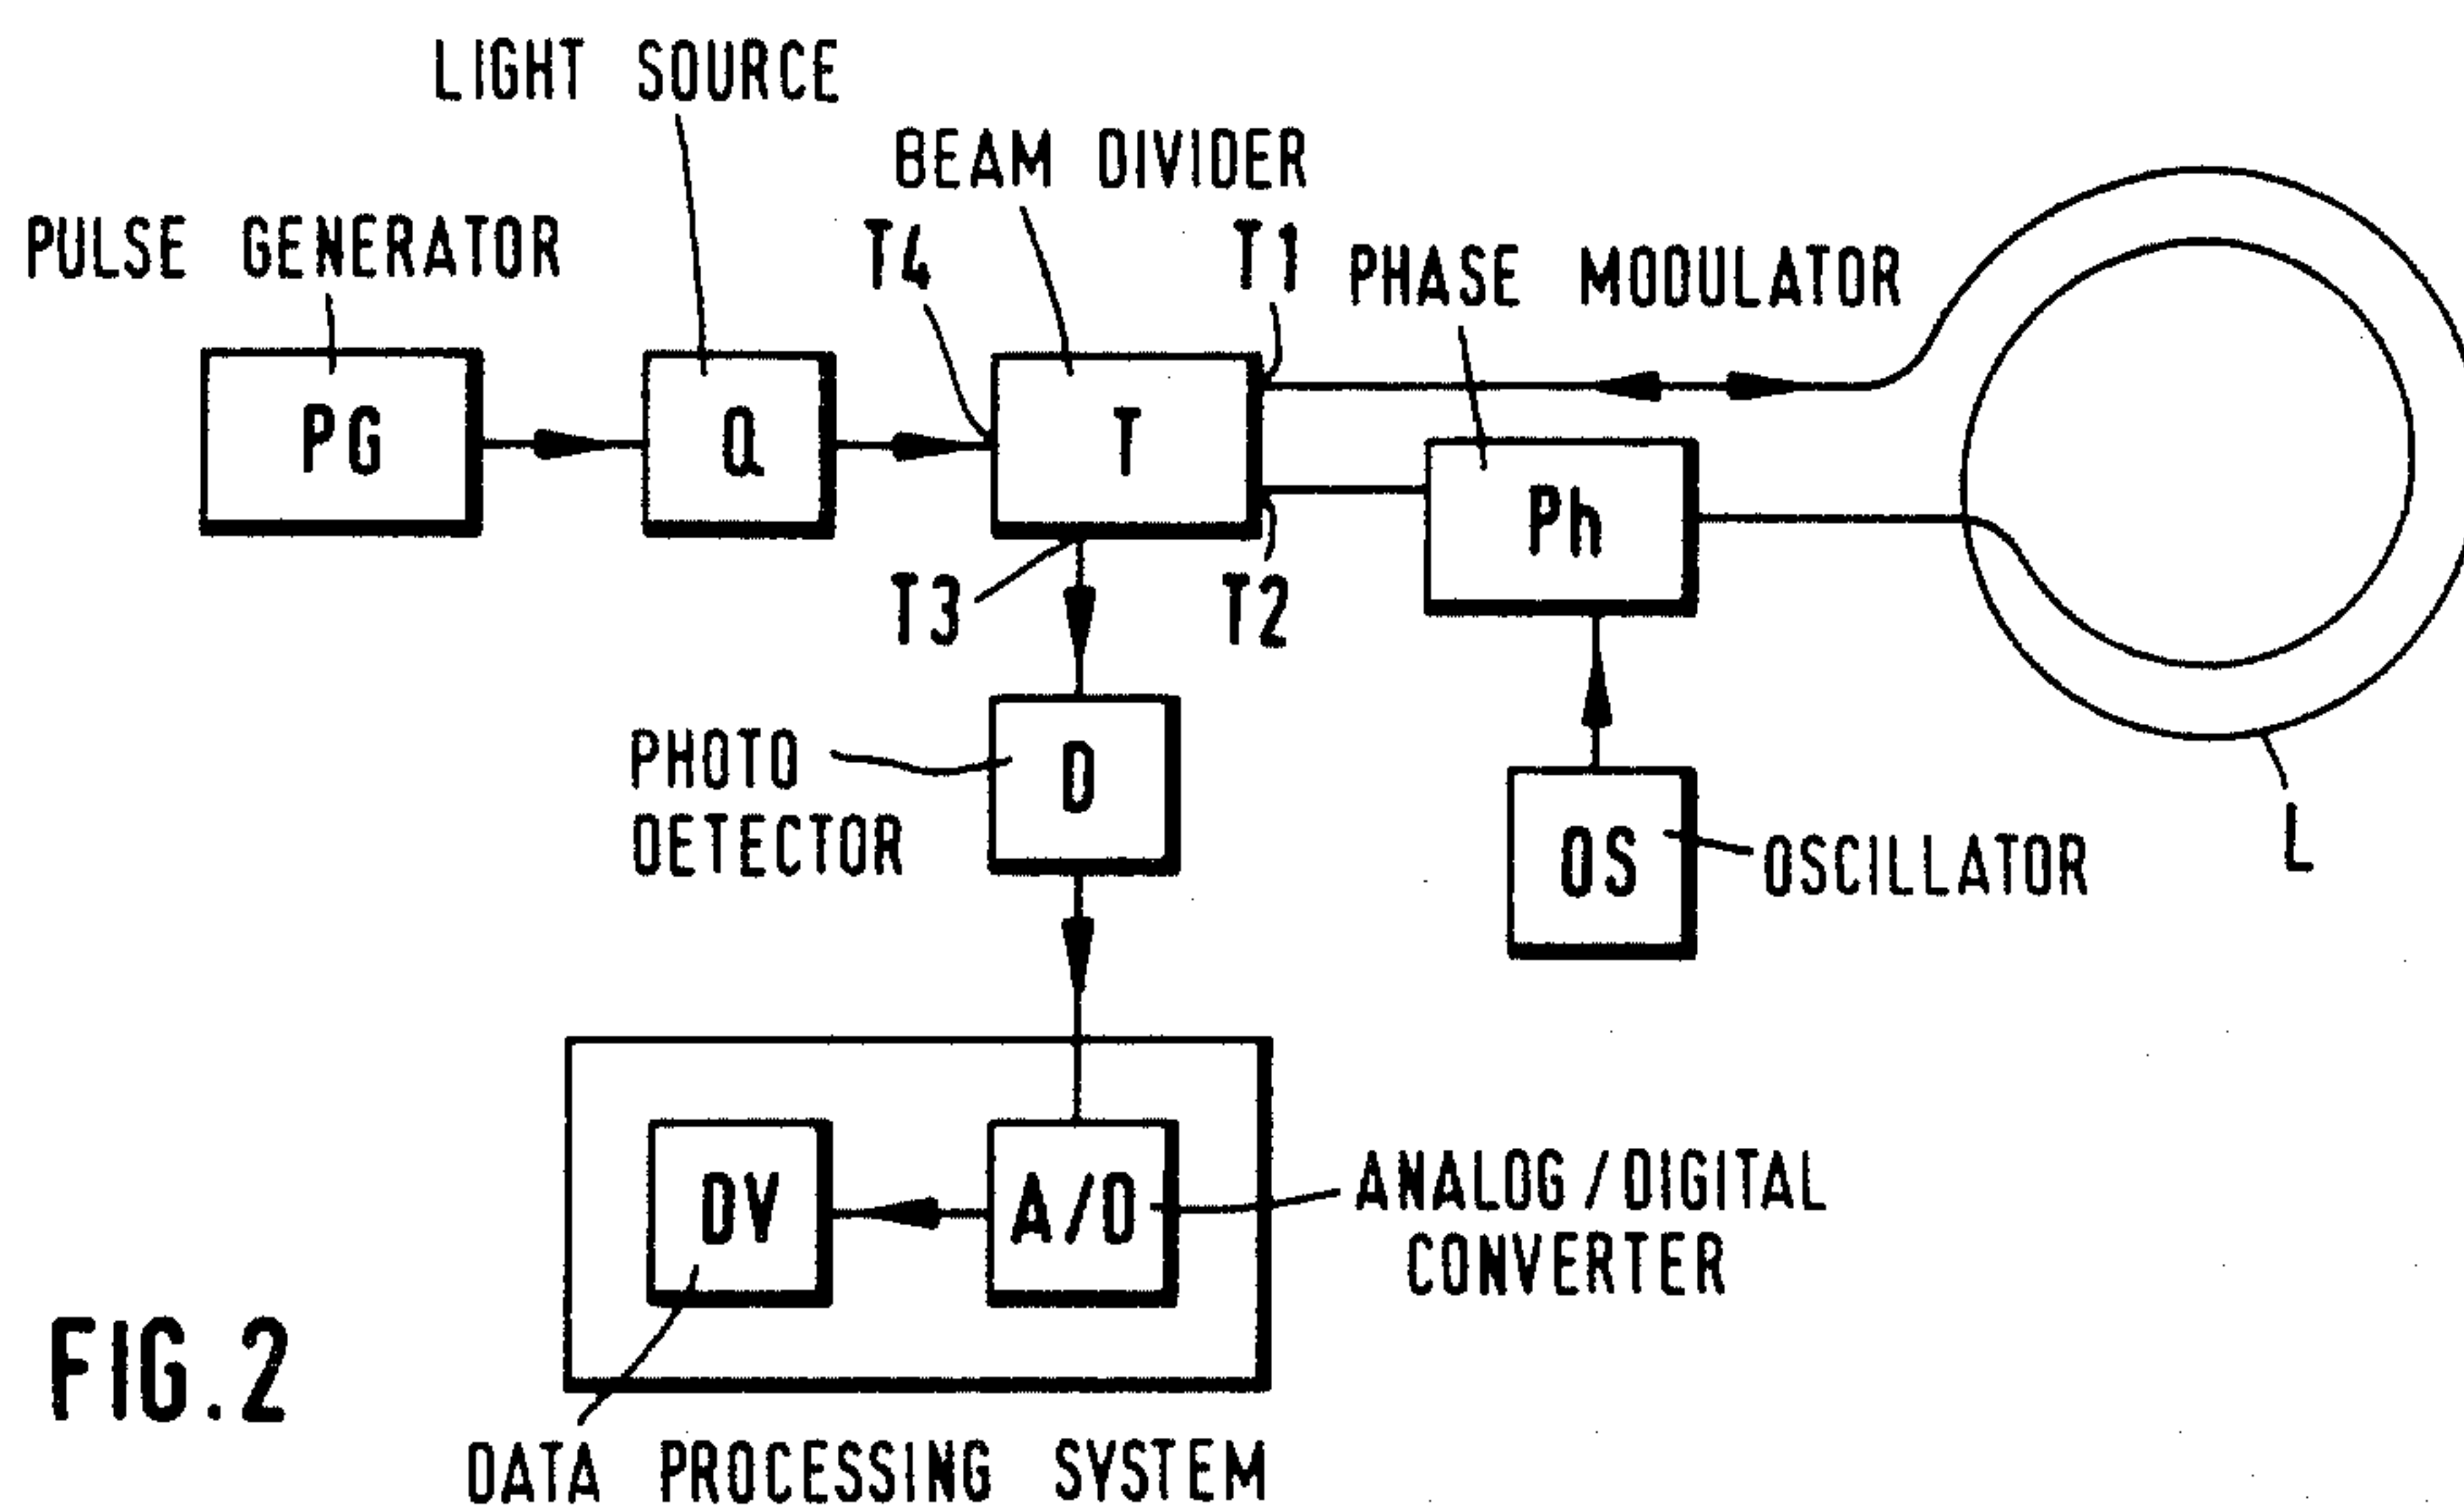 LIGHT SOURCE
BEAM DIVIDER
PULSE GENERATOR
T4
T1
PHASE MODULATOR
PG
Q
T
Ph
T3
T2
PHOTO
DETECTOR
D
OS
OSCILLATOR
L
DV
A/D
ANALOG/DIGITAL
CONVERTER
FIG.2
DATA PROCESSING SYSTEM